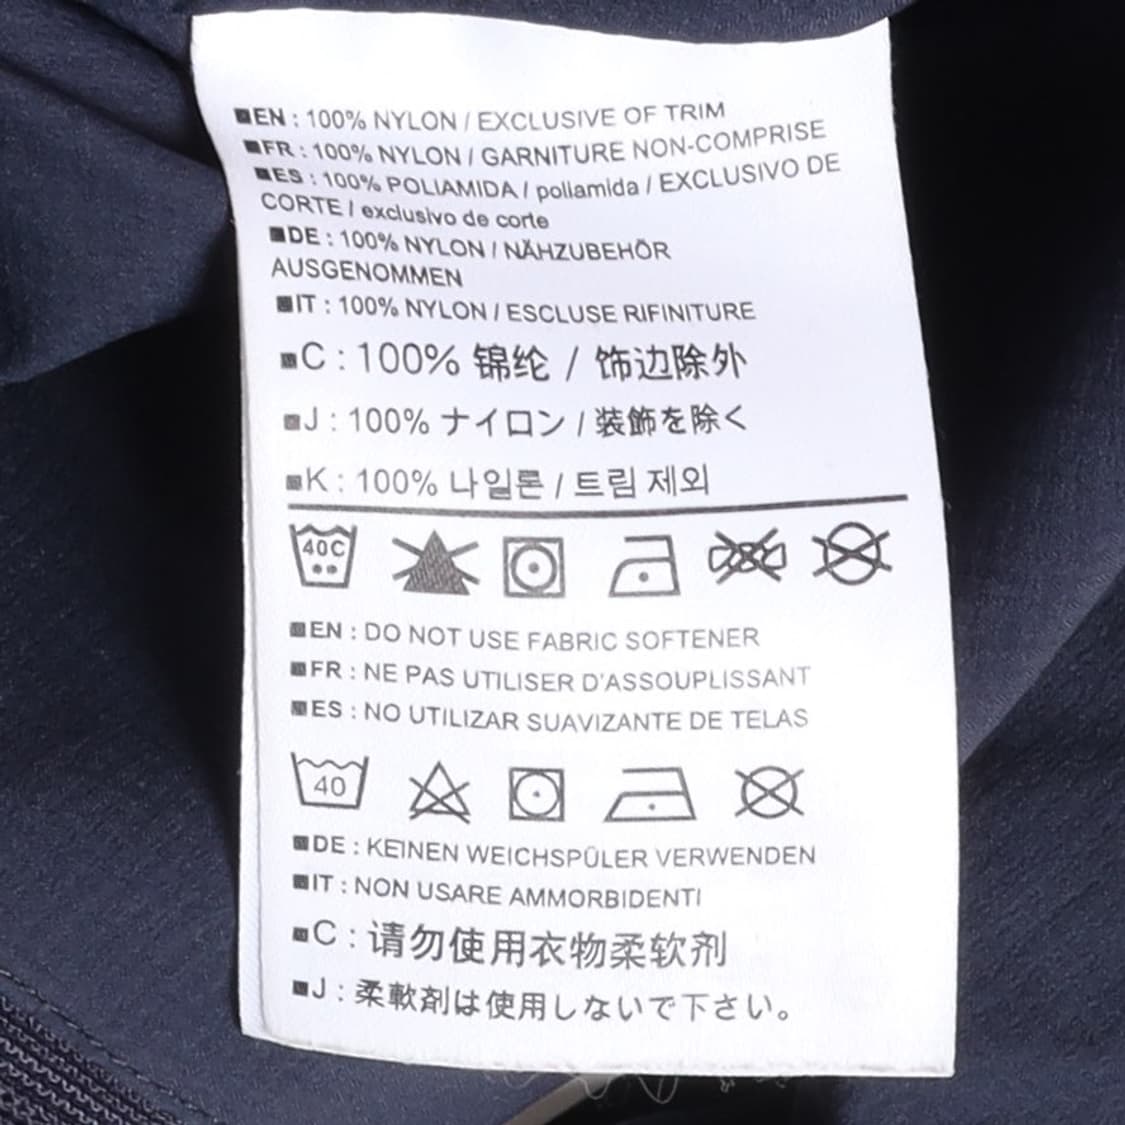 ■EN : 100% NYLON / EXCLUSIVE OF TRIM
■FR : 100% NYLON / GARNITURE NON-COMPRISE
■ES : 100% POLIAMIDA / poliamida / EXCLUSIVO DE
CORTE / exclusivo de corte
■DE : 100% NYLON / NÄHZUBEHÖR
AUSGENOMMEN
■IT : 100% NYLON / ESCLUSE RIFINITURE
■C : 100% 锦纶 / 饰边除外
■J : 100% ナイロン / 装飾を除く
■K : 100% 나일론 / 트림 제외
40C
■EN : DO NOT USE FABRIC SOFTENER
■FR : NE PAS UTILISER D'ASSOUPLISSANT
■ES : NO UTILIZAR SUAVIZANTE DE TELAS
40
■DE : KEINEN WEICHSPÜLER VERWENDEN
■IT : NON USARE AMMORBIDENTI
■C : 请勿使用衣物柔软剂
■J : 柔軟剤は使用しないで下さい。